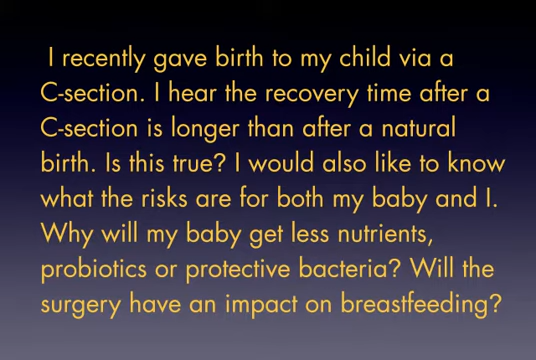 I recently gave birth to my child via a
C-section. I hear the recovery time after a
C-section is longer than after a natural
birth. Is this true? I would also like to know
what the risks are for both my baby and I.
Why will my baby get less nutrients,
probiotics or protective bacteria? Will the
surgery have an impact on breastfeeding?